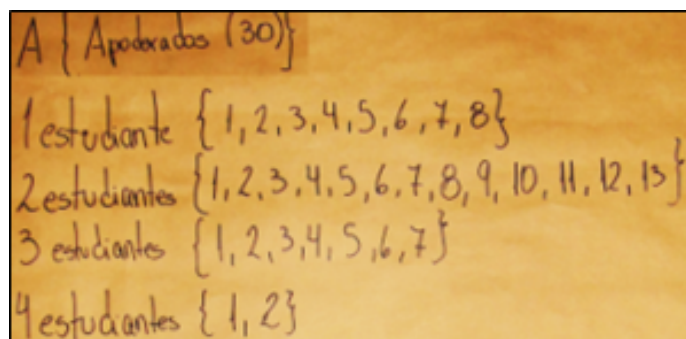 A { Apoderados (30)}
1 estudiante { 1, 2, 3, 4, 5, 6, 7, 8}
2 estudiantes {1, 2, 3, 4, 5, 6, 7, 8, 9, 10, 11, 12, 13}
3 estudiantes {1, 2, 3, 4, 5, 6, 7}
4 estudiantes { 1, 2}